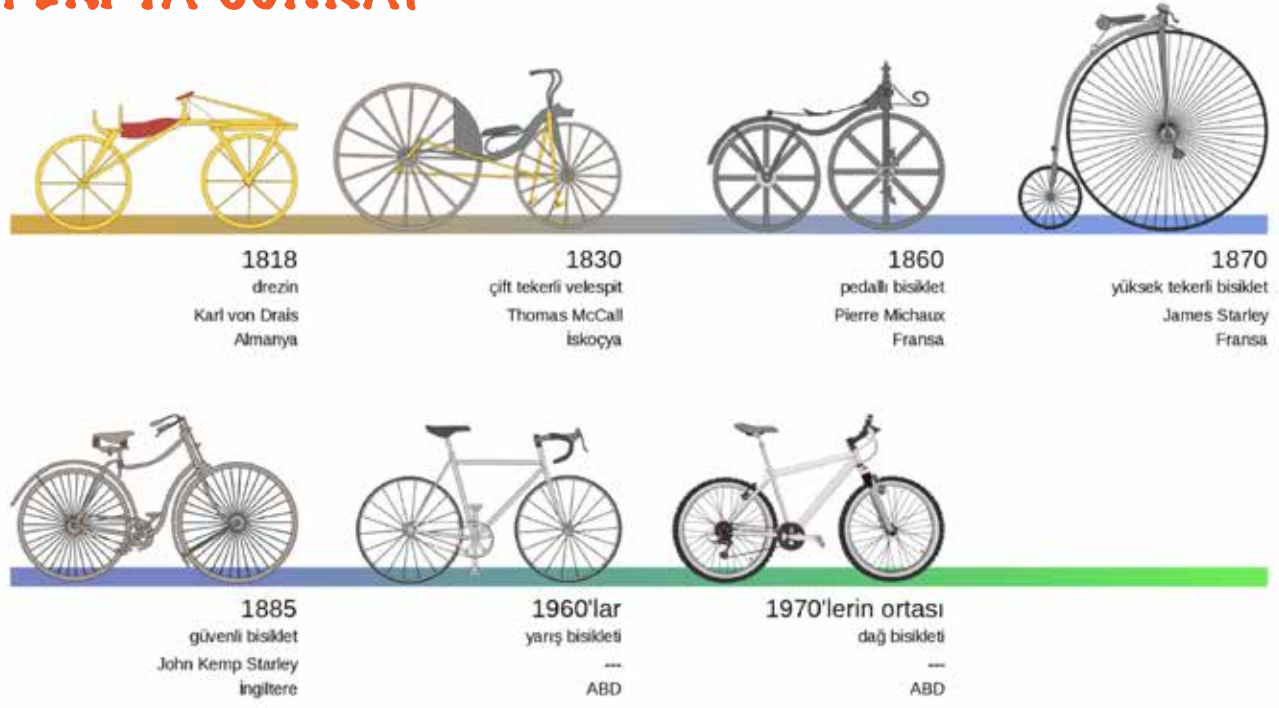 1818
drezin
Karl von Drais
Almanya
1830
çift tekerli velespit
Thomas McCall
İskoçya
1860
pedallı bisiklet
Pierre Michaux
Fransa
1870
yüksek tekerli bisiklet
James Starley
Fransa
1885
güvenli bisiklet
John Kemp Starley
İngiltere
1960'lar
yarış bisikleti
---
ABD
1970'lerin ortası
dağ bisikleti
---
ABD